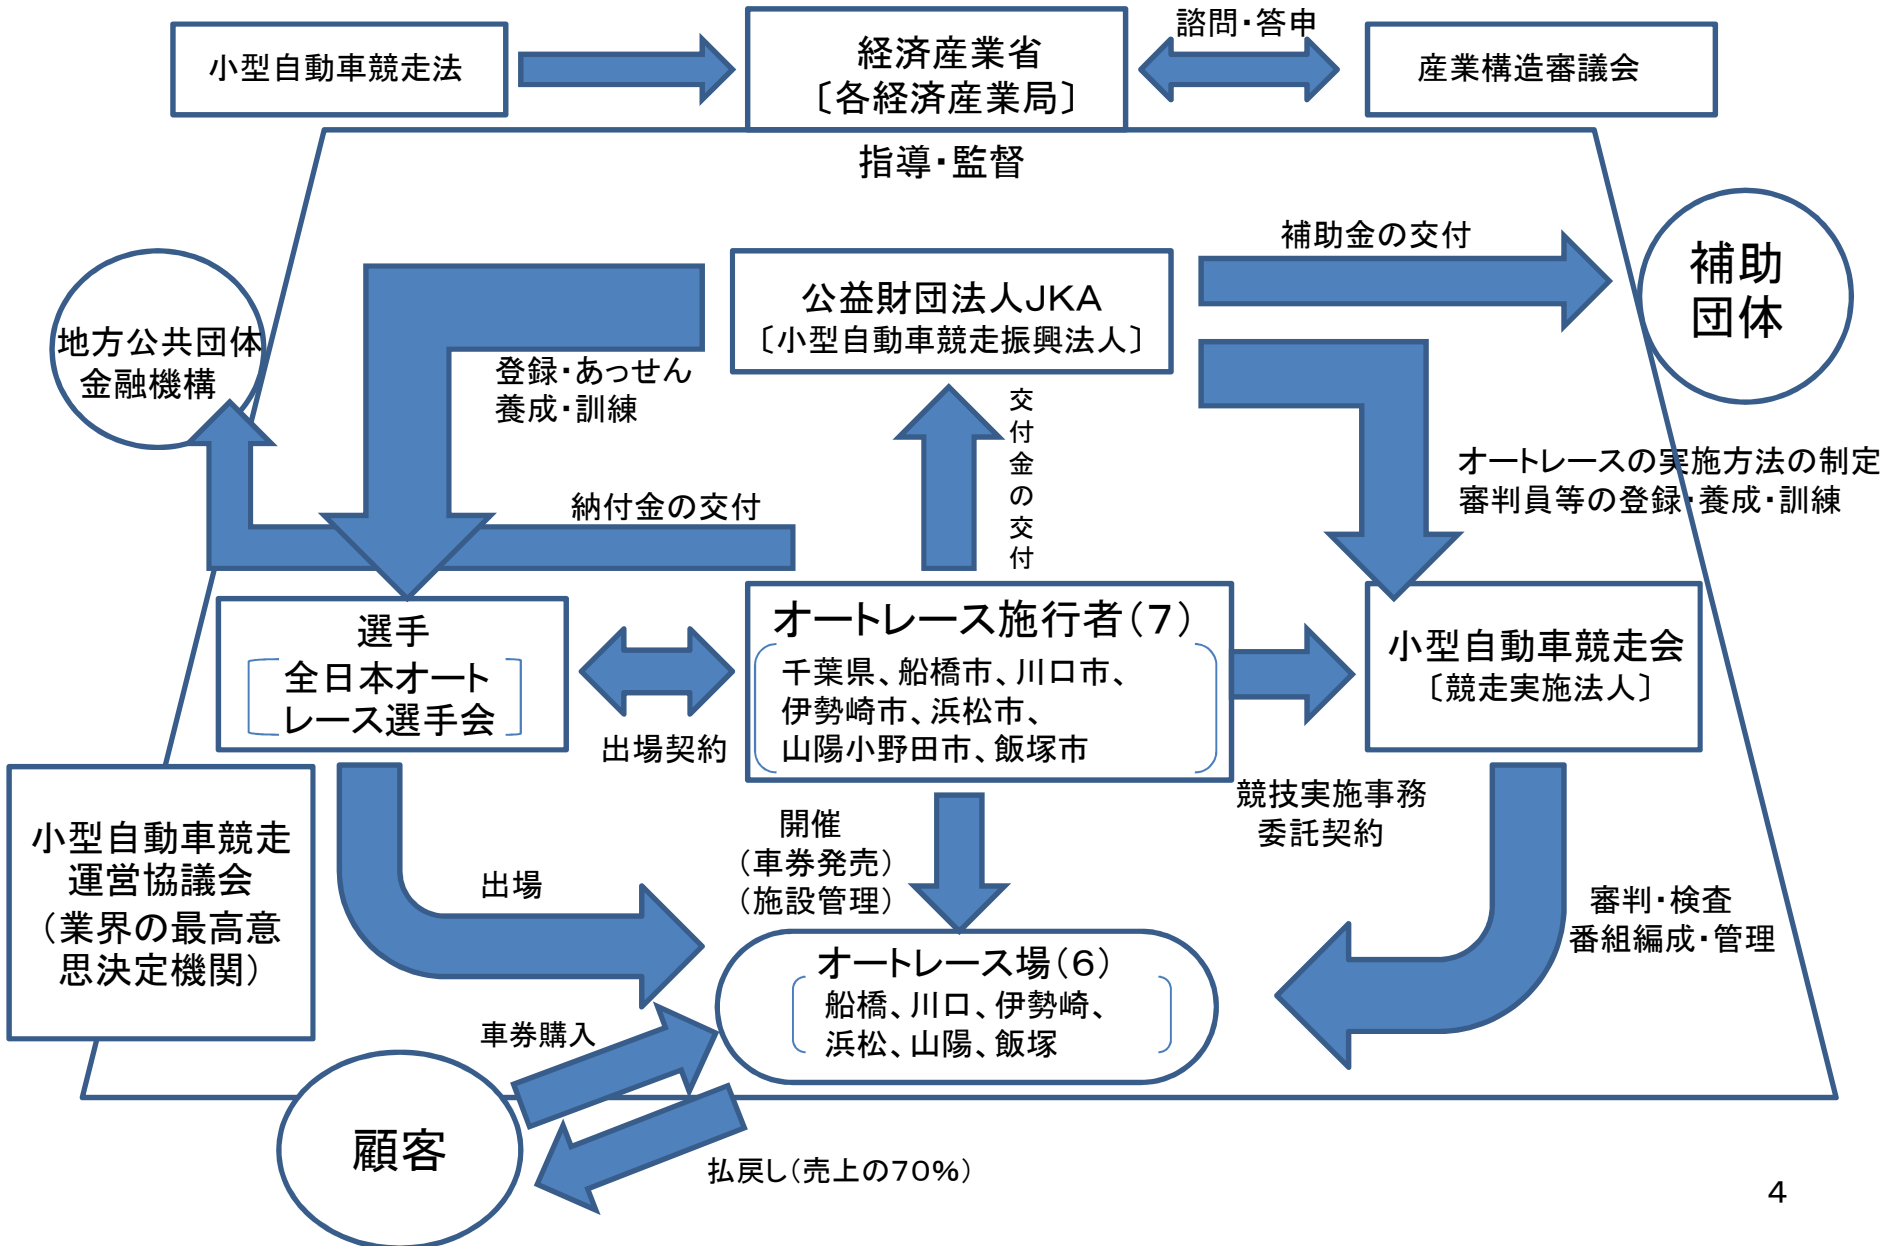 小型自動車競走法
経済産業省
〔各経済産業局〕
諮問・答申
産業構造審議会
指導・監督
補助金の交付
補助
団体
公益財団法人JKA
〔小型自動車競走振興法人〕
地方公共団体
金融機構
登録・あっせん
養成・訓練
交付金の交付
オートレースの実施方法の制定
審判員等の登録・養成・訓練
納付金の交付
選手
全日本オート
レース選手会
出場契約
オートレース施行者（7）
千葉県、船橋市、川口市、
伊勢崎市、浜松市、
山陽小野田市、飯塚市
小型自動車競走会
〔競走実施法人〕
競技実施事務
委託契約
小型自動車競走
運営協議会
（業界の最高意
思決定機関）
開催
（車券発売）
（施設管理）
出場
審判・検査
番組編成・管理
オートレース場（6）
船橋、川口、伊勢崎、
浜松、山陽、飯塚
車券購入
顧客
払戻し（売上の70%）
4